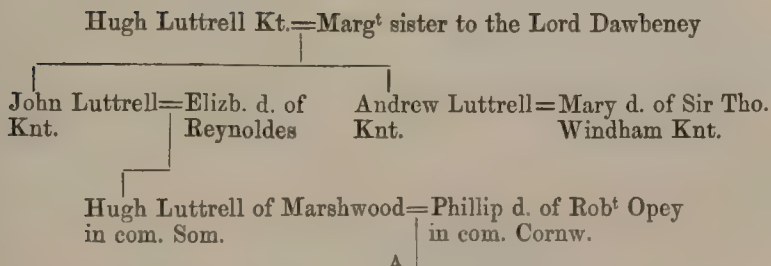 Hugh Luttrell Kt.=Margᵗ sister to the Lord Dawbeney
John Luttrell=Elizb. d. of Andrew Luttrell=Mary d. of Sir Tho.
Knt. Reynoldes Knt. Windham Knt.
Hugh Luttrell of Marshwood=Phillip d. of Robᵗ Opey
in com. Som. in com. Cornw.
A